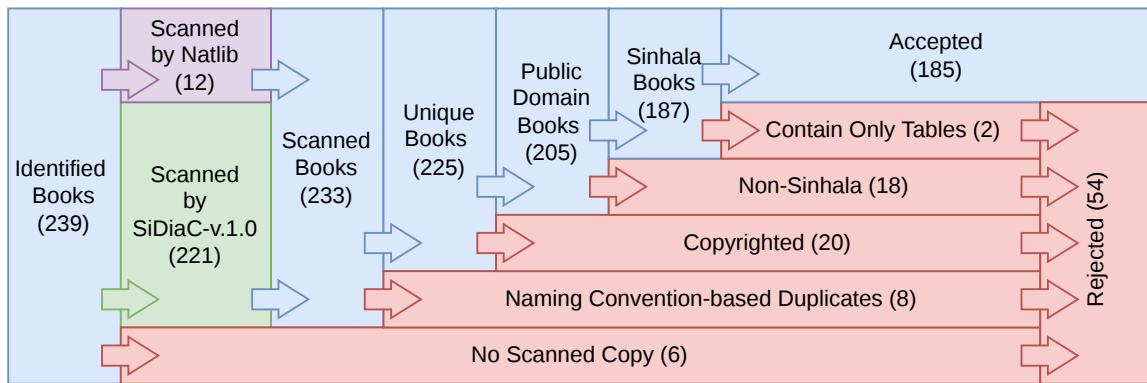 Identified
Books
(239)
Scanned
by Natlib
(12)
Scanned
by
SiDiaC-v.1.0
(221)
Scanned
Books
(233)
Unique
Books
(225)
Public
Domain
Books
(205)
Sinhala
Books
(187)
Accepted
(185)
Contain Only Tables (2)
Non-Sinhala (18)
Copyrighted (20)
Naming Convention-based Duplicates (8)
No Scanned Copy (6)
Rejected (54)